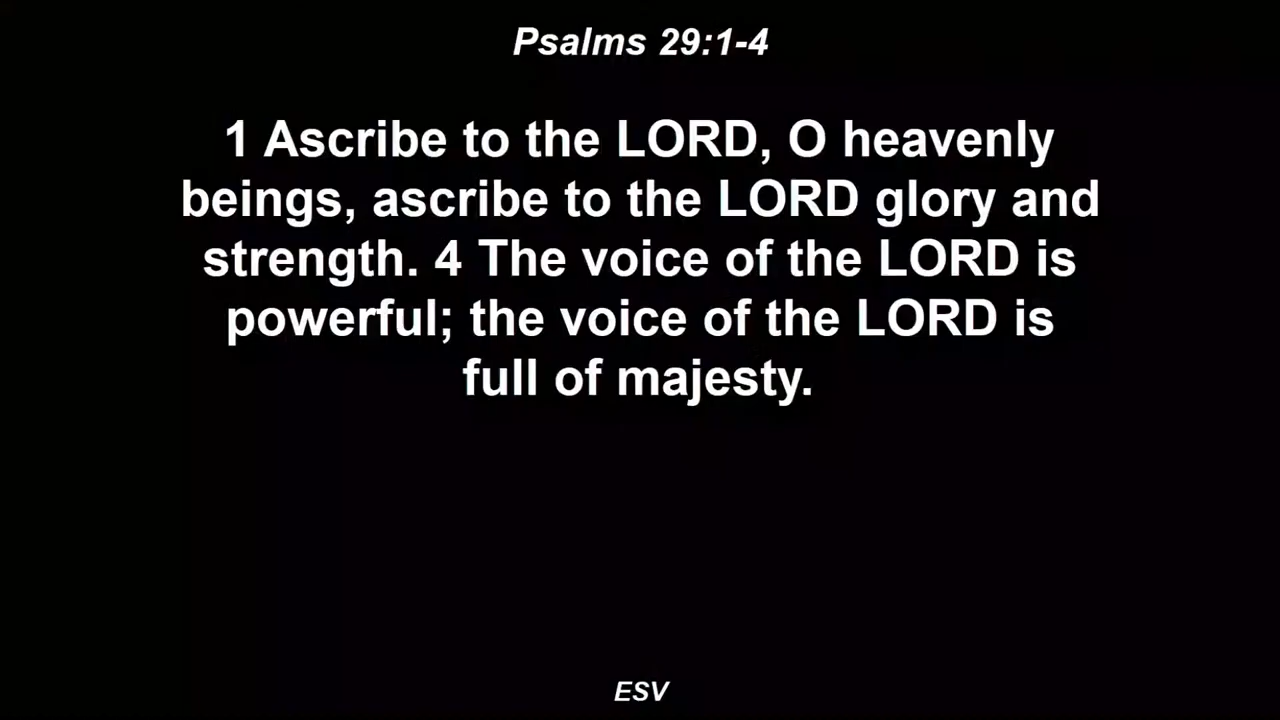 Psalms 29:1-4
1 Ascribe to the LORD, O heavenly
beings, ascribe to the LORD glory and
strength. 4 The voice of the LORD is
powerful; the voice of the LORD is
full of majesty.
ESV